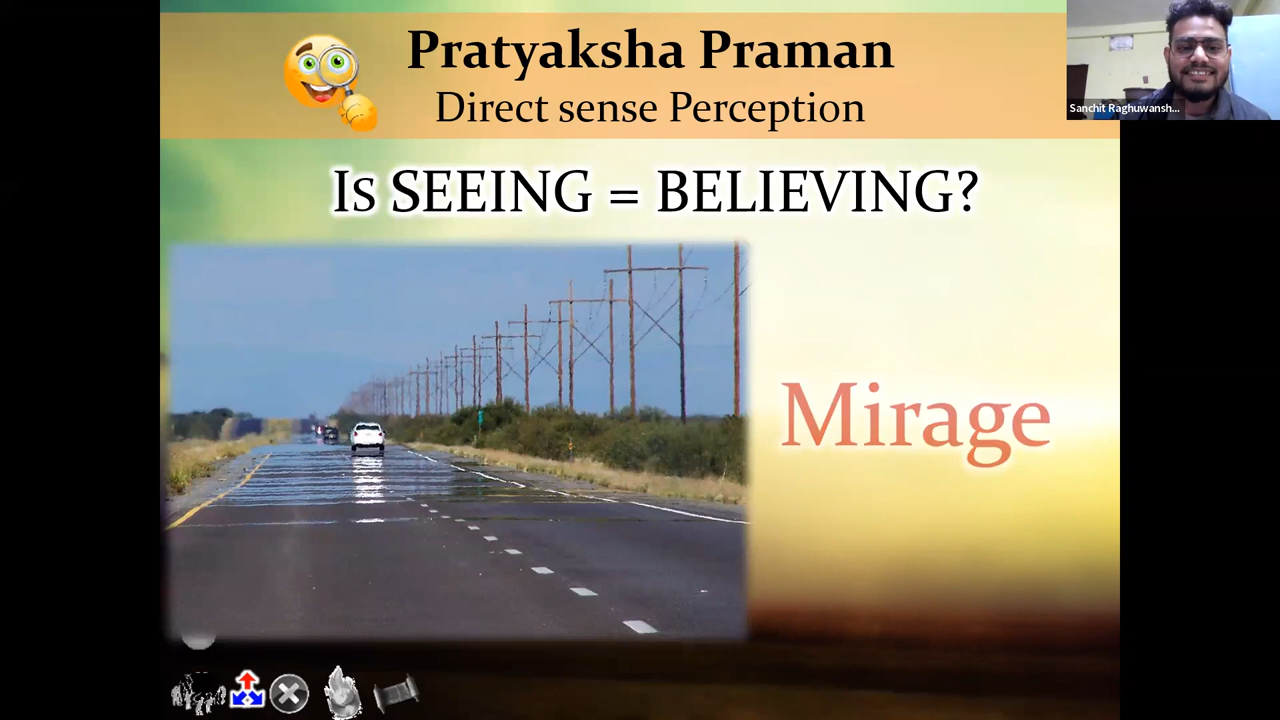 Pratyaksha Praman
Direct sense Perception
Sanchit Raghuwansh...
Is SEEING = BELIEVING?
Mirage